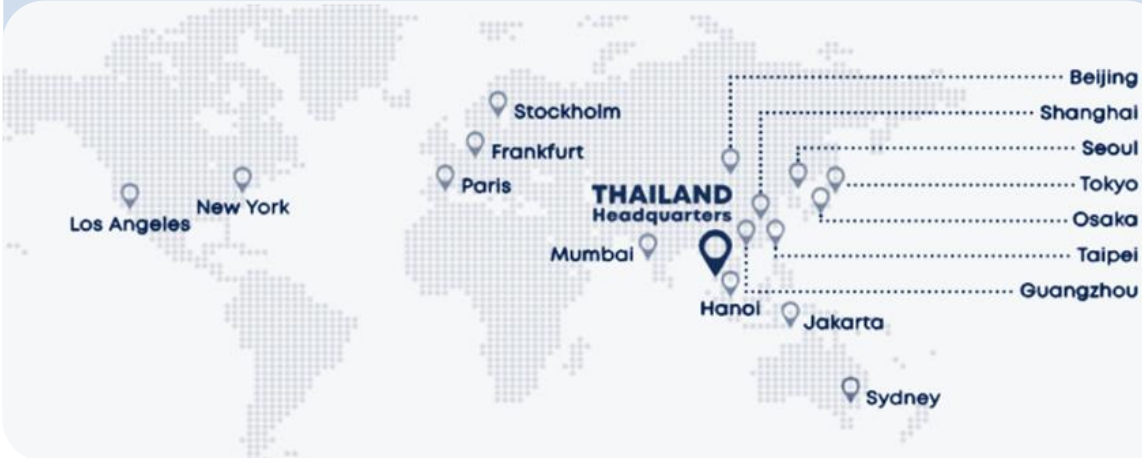 Beijing
Shanghai
Stockholm
Seoul
Frankfurt
Tokyo
Paris
THAILAND
Headquarters
New York
Los Angeles
Osaka
Mumbai
Taipei
Guangzhou
Hanoi
Jakarta
Sydney